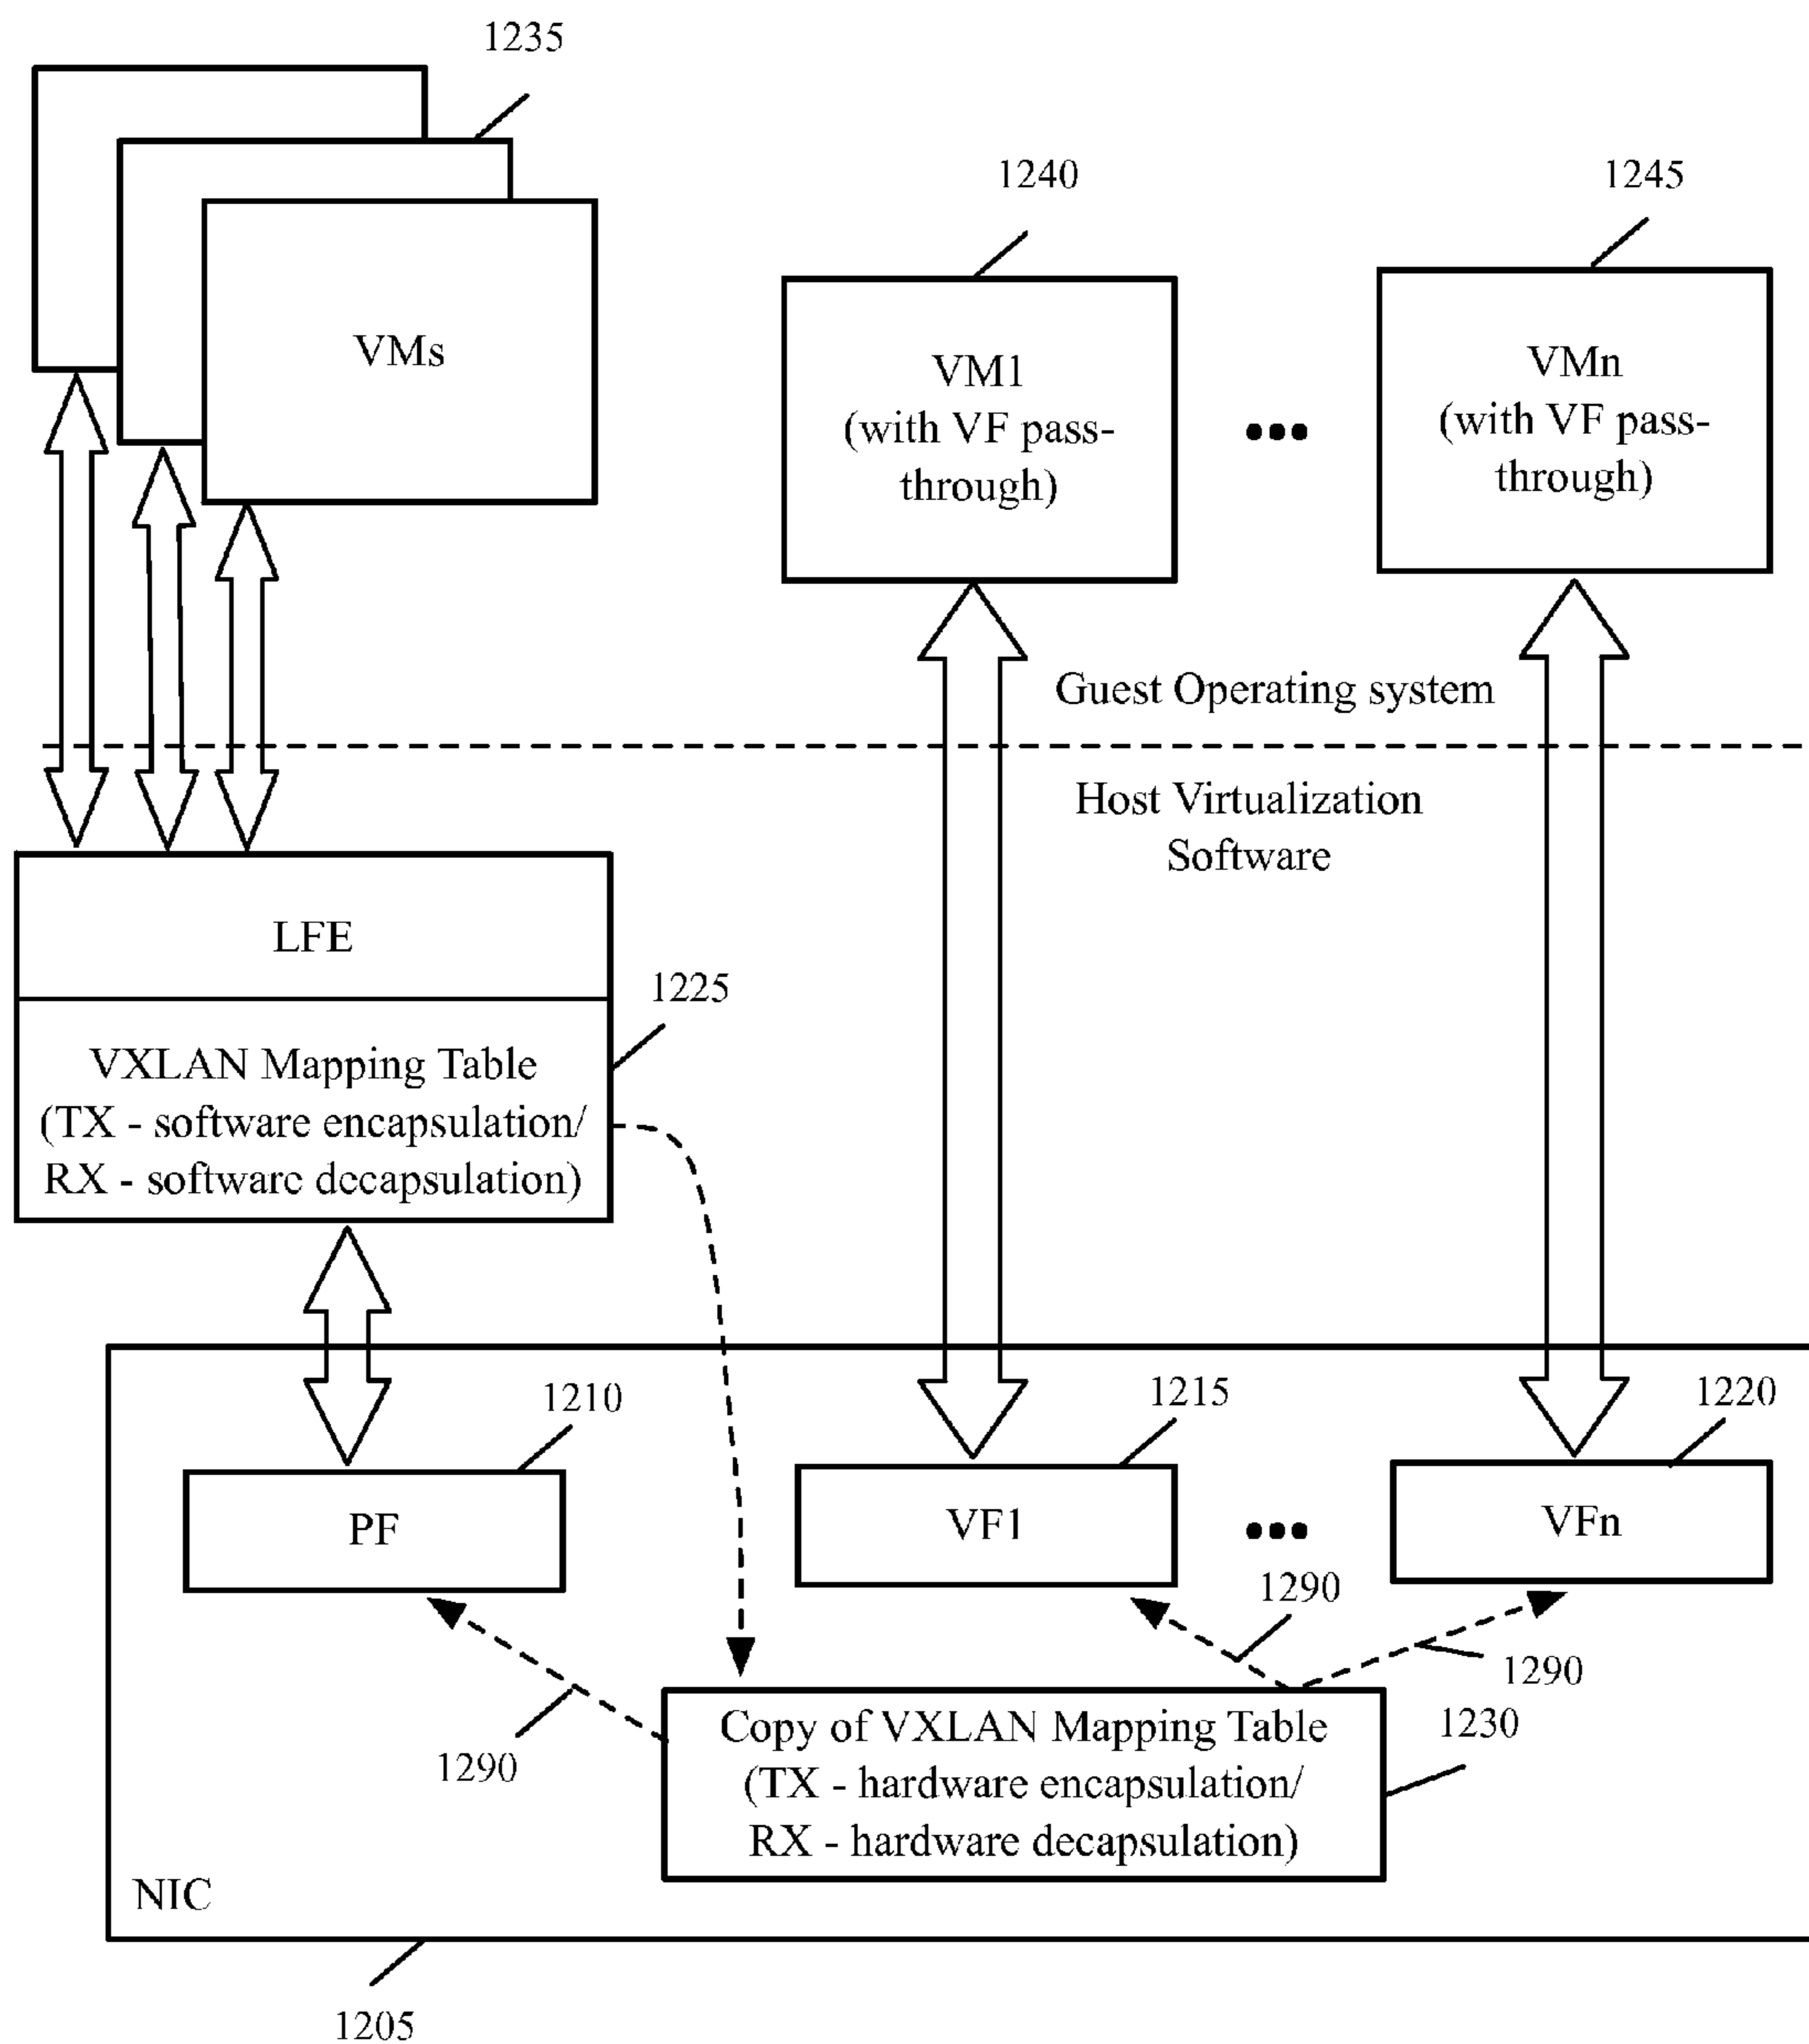 1235
1240
1245
VMs
VM1
(with VF pass-
through)
•••
VMn
(with VF pass-
through)
Guest Operating system
Host Virtualization
Software
LFE
1225
VXLAN Mapping Table
(TX - software encapsulation/
RX - software decapsulation)
1210
1215
1220
PF
VF1
•••
VFn
1290
1290
1290
Copy of VXLAN Mapping Table
(TX - hardware encapsulation/
RX - hardware decapsulation)
1230
NIC
1205